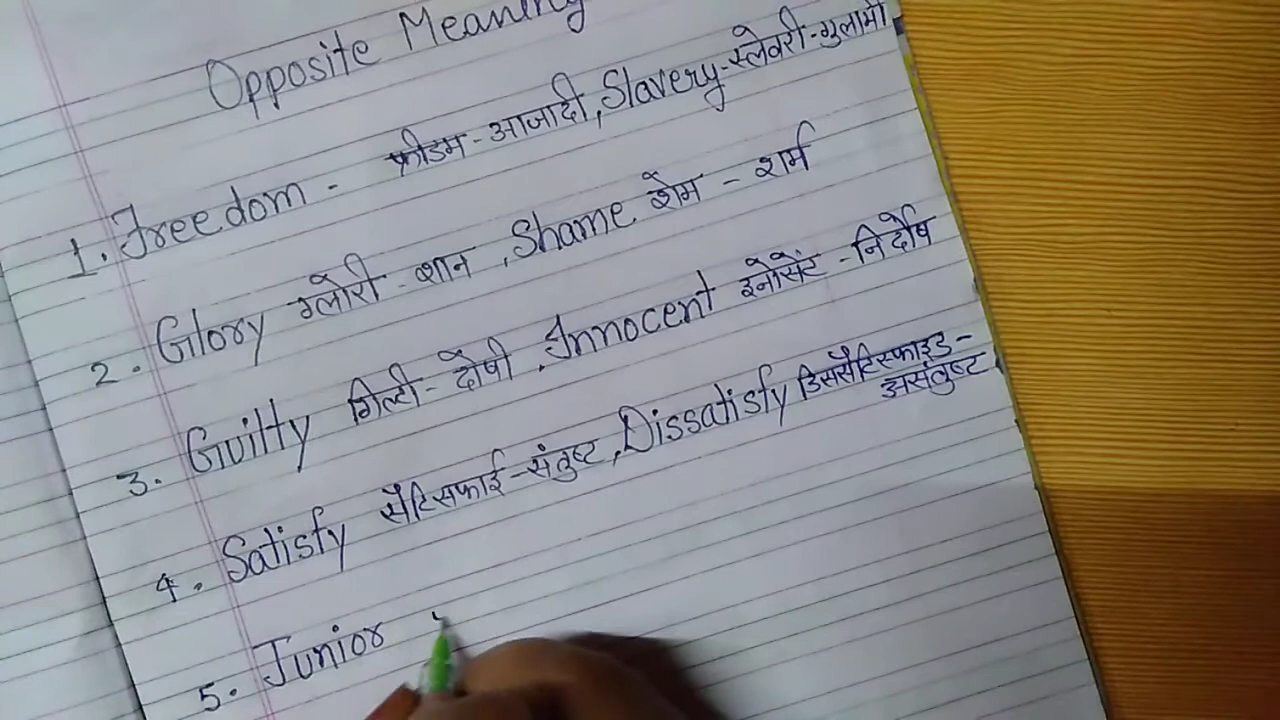 Opposite Meaning
1. Freedom - फ्रीडम - आजादी, Slavery - स्लेवरी - गुलामी
2. Glory ग्लोरी - शान, Shame शेम - शर्म
3. Guilty गिल्टी - दोषी, Innocent इनोसेंट - निर्दोष
4. Satisfy सैटिसफाई - संतुष्ट, Dissatisfy डिससैटिस्फाइड -
असंतुष्ट
5. Junior